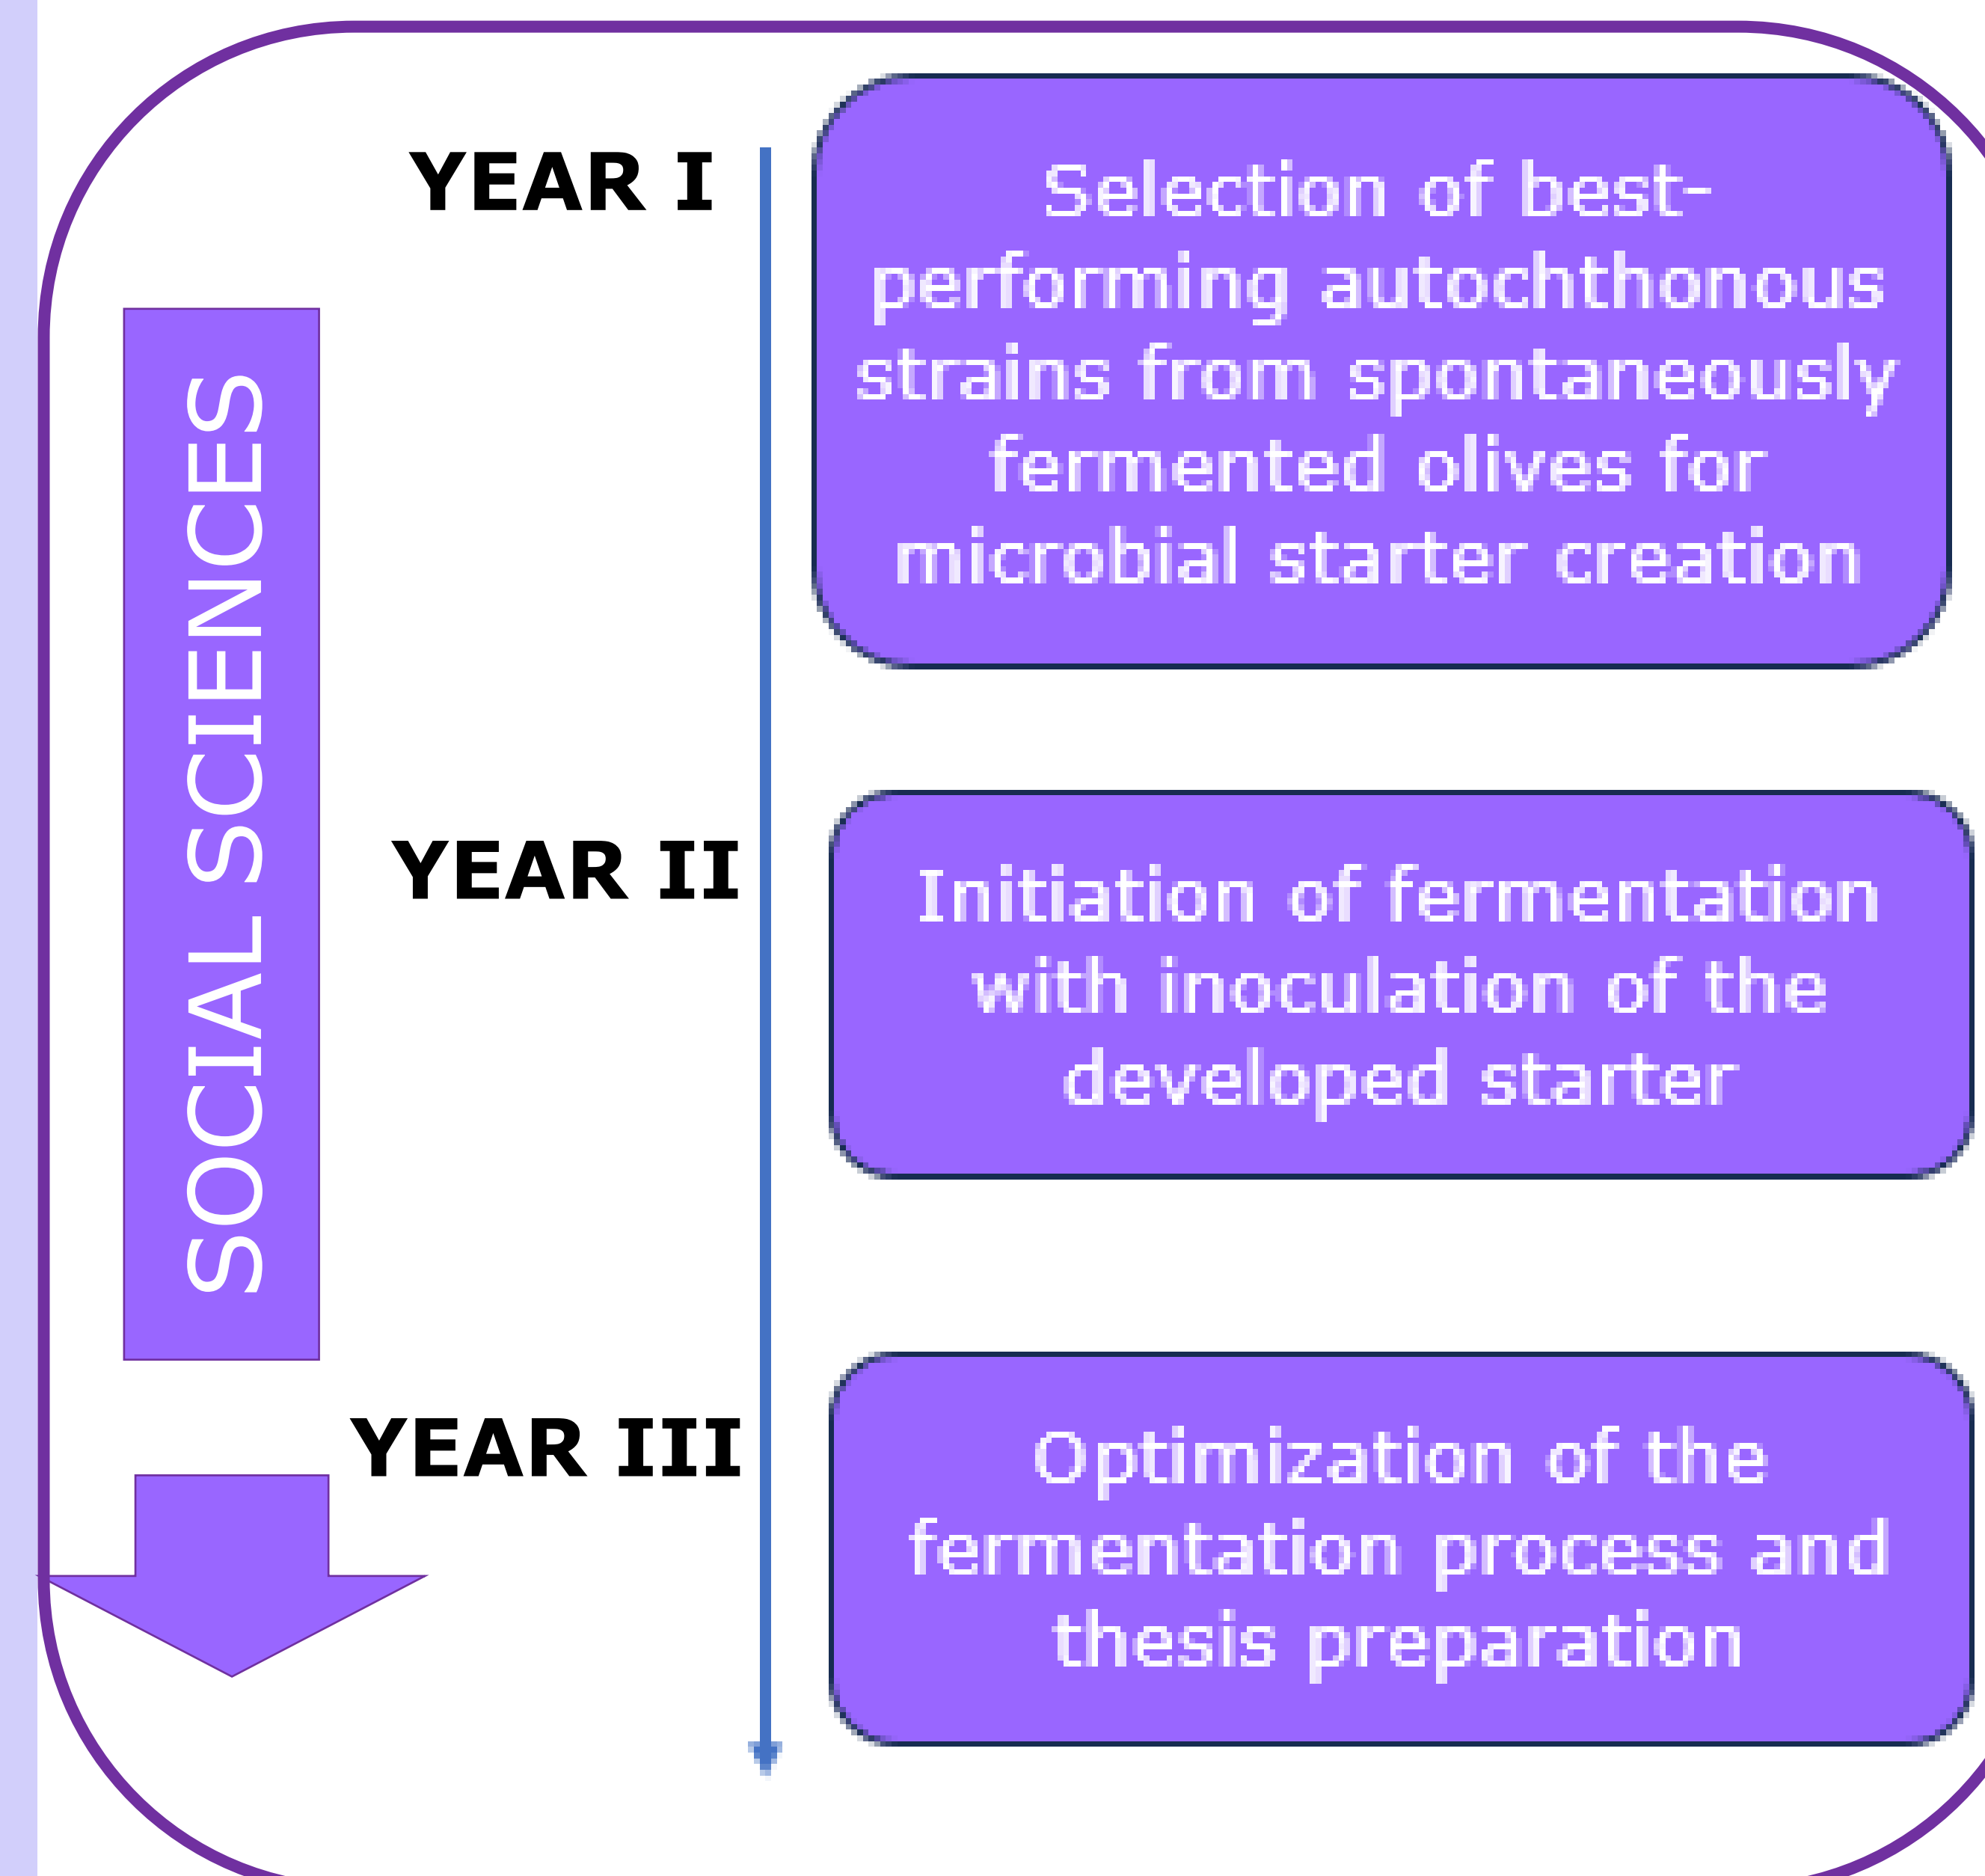 SOCIAL SCIENCES
YEAR I
Selection of best-
performing autochthonous
strains from spontaneously
fermented olives for
microbial starter creation
YEAR II
Initiation of fermentation
with inoculation of the
developed starter
YEAR III
Optimization of the
fermentation process and
thesis preparation